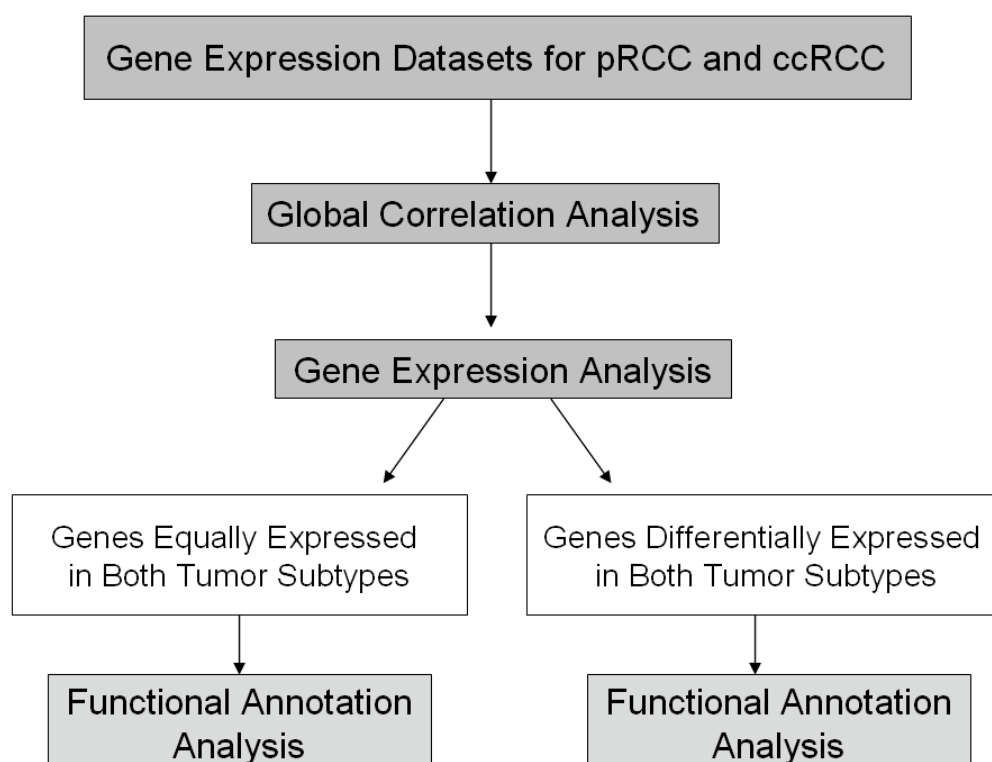 Gene Expression Datasets for pRCC and ccRCC
Global Correlation Analysis
Gene Expression Analysis
Genes Equally Expressed
in Both Tumor Subtypes
Genes Differentially Expressed
in Both Tumor Subtypes
Functional Annotation
Analysis
Functional Annotation
Analysis